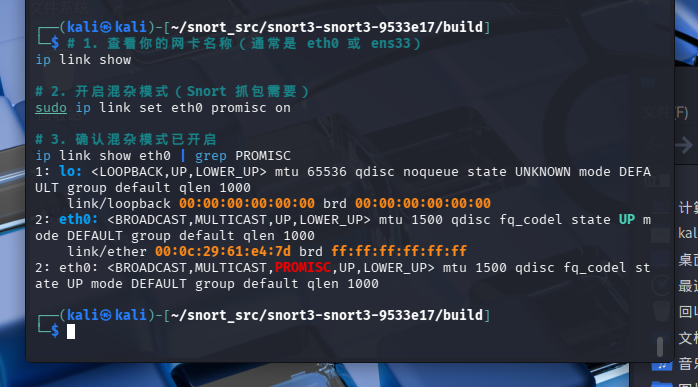 ┌──(kali㉿kali)-[~/snort_src/snort3-snort3-9533e17/build]
└─$ # 1. 查看你的网卡名称（通常是 eth0 或 ens33）
ip link show
# 2. 开启混杂模式（Snort 抓包需要）
sudo ip link set eth0 promisc on
# 3. 确认混杂模式已开启
ip link show eth0 | grep PROMISC
1: lo: <LOOPBACK,UP,LOWER_UP> mtu 65536 qdisc noqueue state UNKNOWN mode DEFA
ULT group default qlen 1000
link/loopback 00:00:00:00:00:00 brd 00:00:00:00:00:00
2: eth0: <BROADCAST,MULTICAST,UP,LOWER_UP> mtu 1500 qdisc fq_codel state UP m
ode DEFAULT group default qlen 1000
link/ether 00:0c:29:61:e4:7d brd ff:ff:ff:ff:ff:ff
2: eth0: <BROADCAST,MULTICAST,PROMISC,UP,LOWER_UP> mtu 1500 qdisc fq_codel st
ate UP mode DEFAULT group default qlen 1000
┌──(kali㉿kali)-[~/snort_src/snort3-snort3-9533e17/build]
└─$
(F)
计算
kal
桌面
最近
回收
文档
音乐